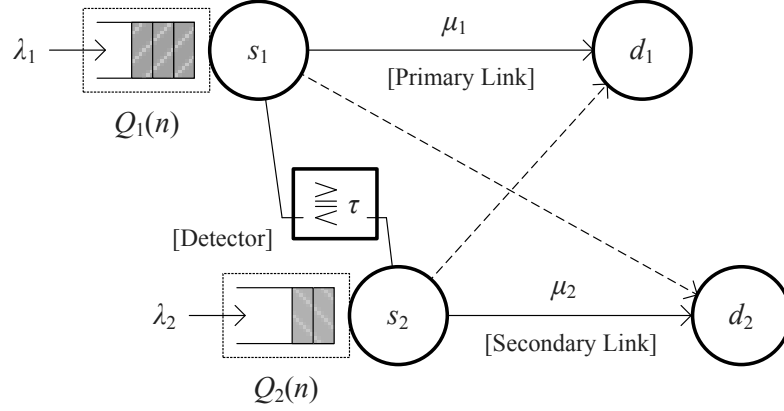 λ1 s1 μ1 d1
[Primary Link]
Q1(n)
⋛ τ
[Detector]
λ2 s2 μ2 d2
[Secondary Link]
Q2(n)